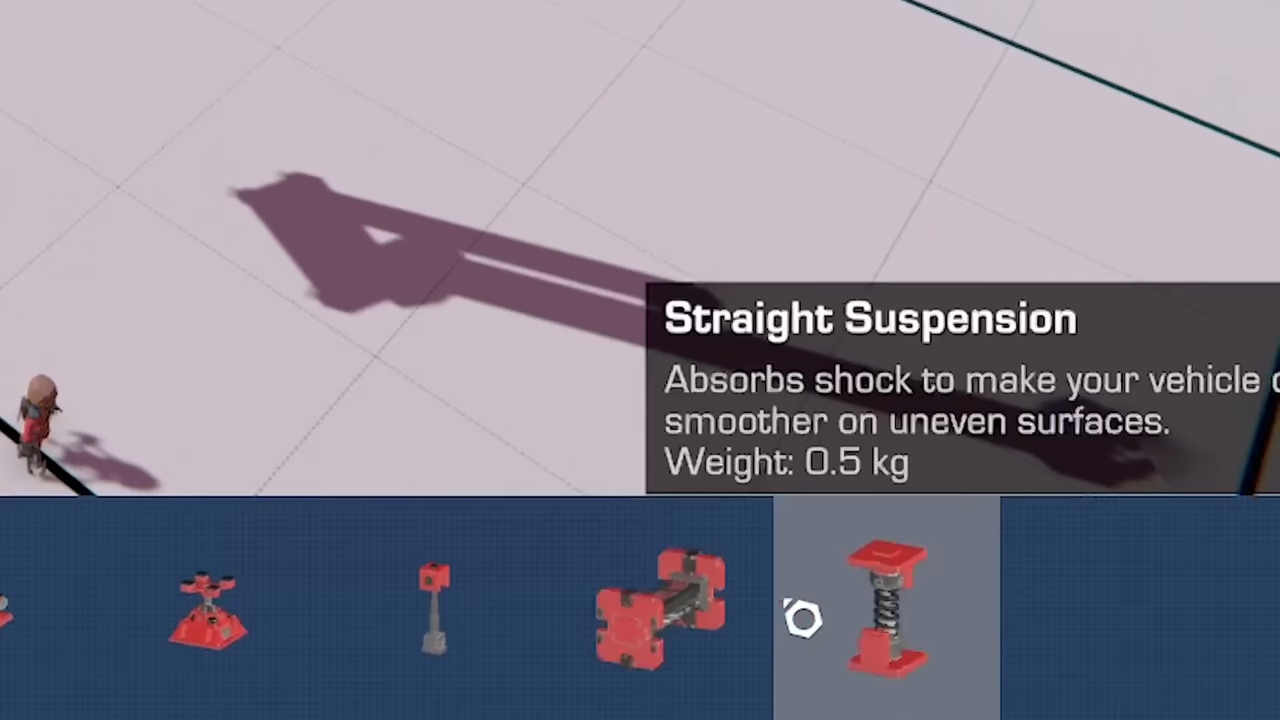 Straight Suspension
Absorbs shock to make your vehicle
smoother on uneven surfaces.
Weight: 0.5 kg